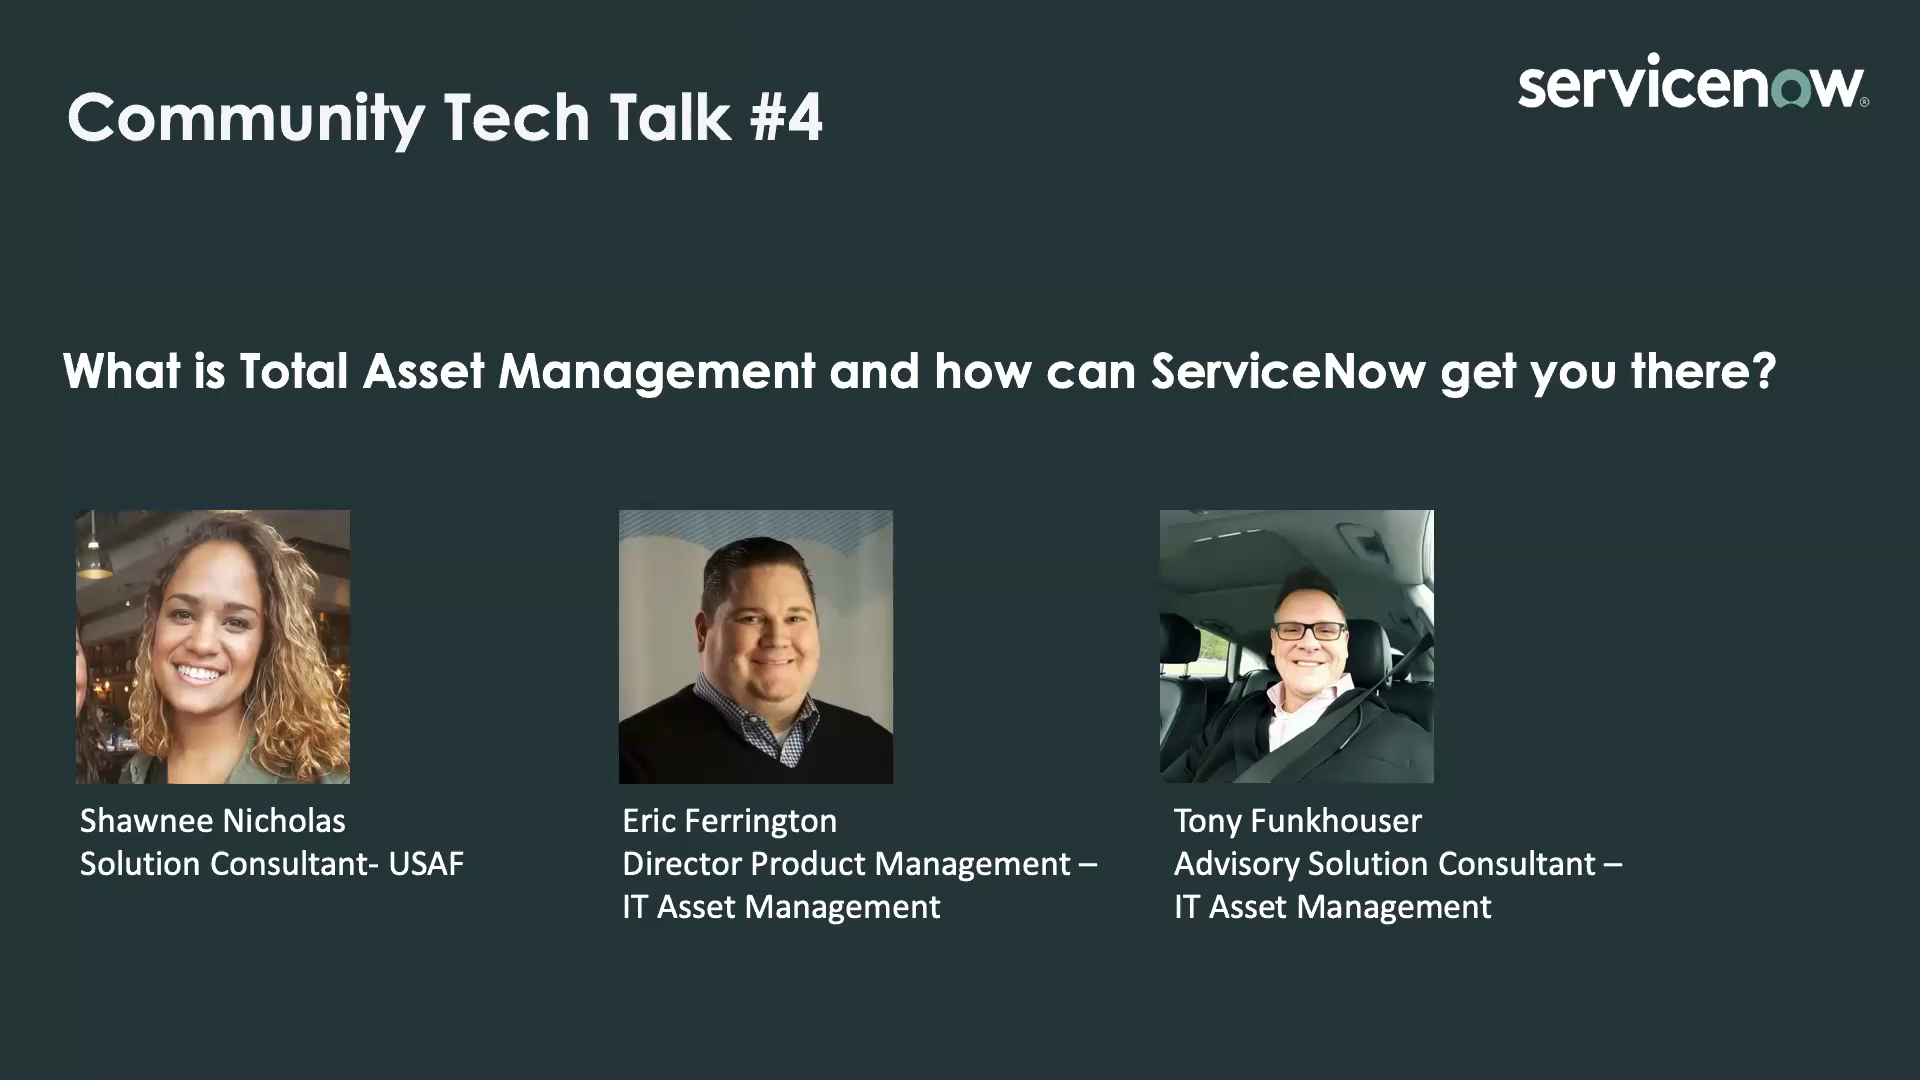 Community Tech Talk #4
servicenow®
What is Total Asset Management and how can ServiceNow get you there?
Shawnee Nicholas
Solution Consultant- USAF
Eric Ferrington
Director Product Management –
IT Asset Management
Tony Funkhouser
Advisory Solution Consultant –
IT Asset Management